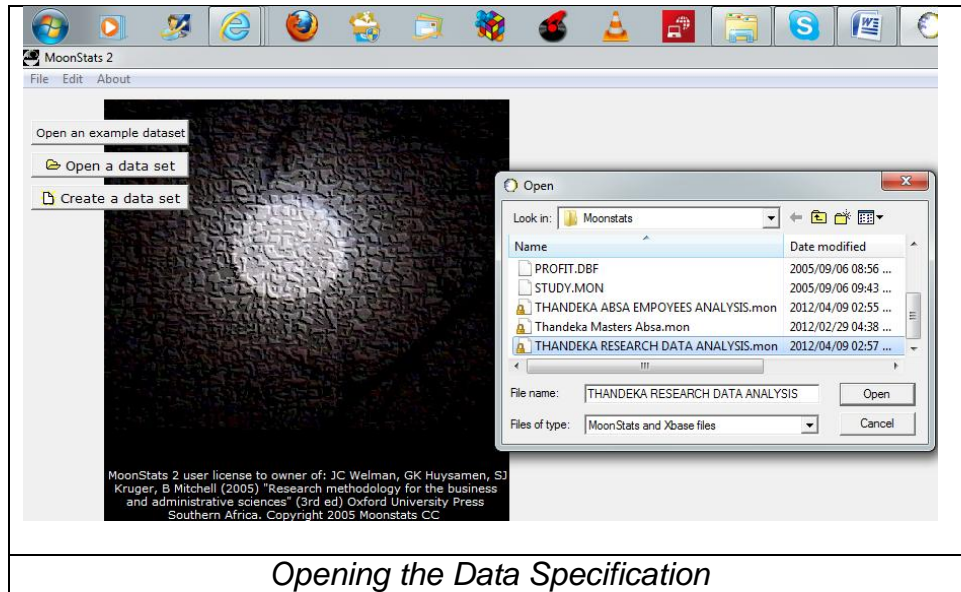 MoonStats 2
File Edit About
Open an example dataset
Open a data set
Create a data set
Open
Look in: Moonstats
Name Date modified
PROFIT.DBF 2005/09/06 08:56 ...
STUDY.MON 2005/09/06 09:43 ...
THANDEKA ABSA EMPOYEES ANALYSIS.mon 2012/04/09 02:55 ...
Thandeka Masters Absa.mon 2012/02/29 04:38 ...
THANDEKA RESEARCH DATA ANALYSIS.mon 2012/04/09 02:57 ...
File name: THANDEKA RESEARCH DATA ANALYSIS Open
Files of type: MoonStats and Xbase files Cancel
MoonStats 2 user license to owner of: JC Welman, GK Huysamen, SJ
Kruger, B Mitchell (2005) "Research methodology for the business
and administrative sciences" (3rd ed) Oxford University Press
Southern Africa. Copyright 2005 Moonstats CC
Opening the Data Specification